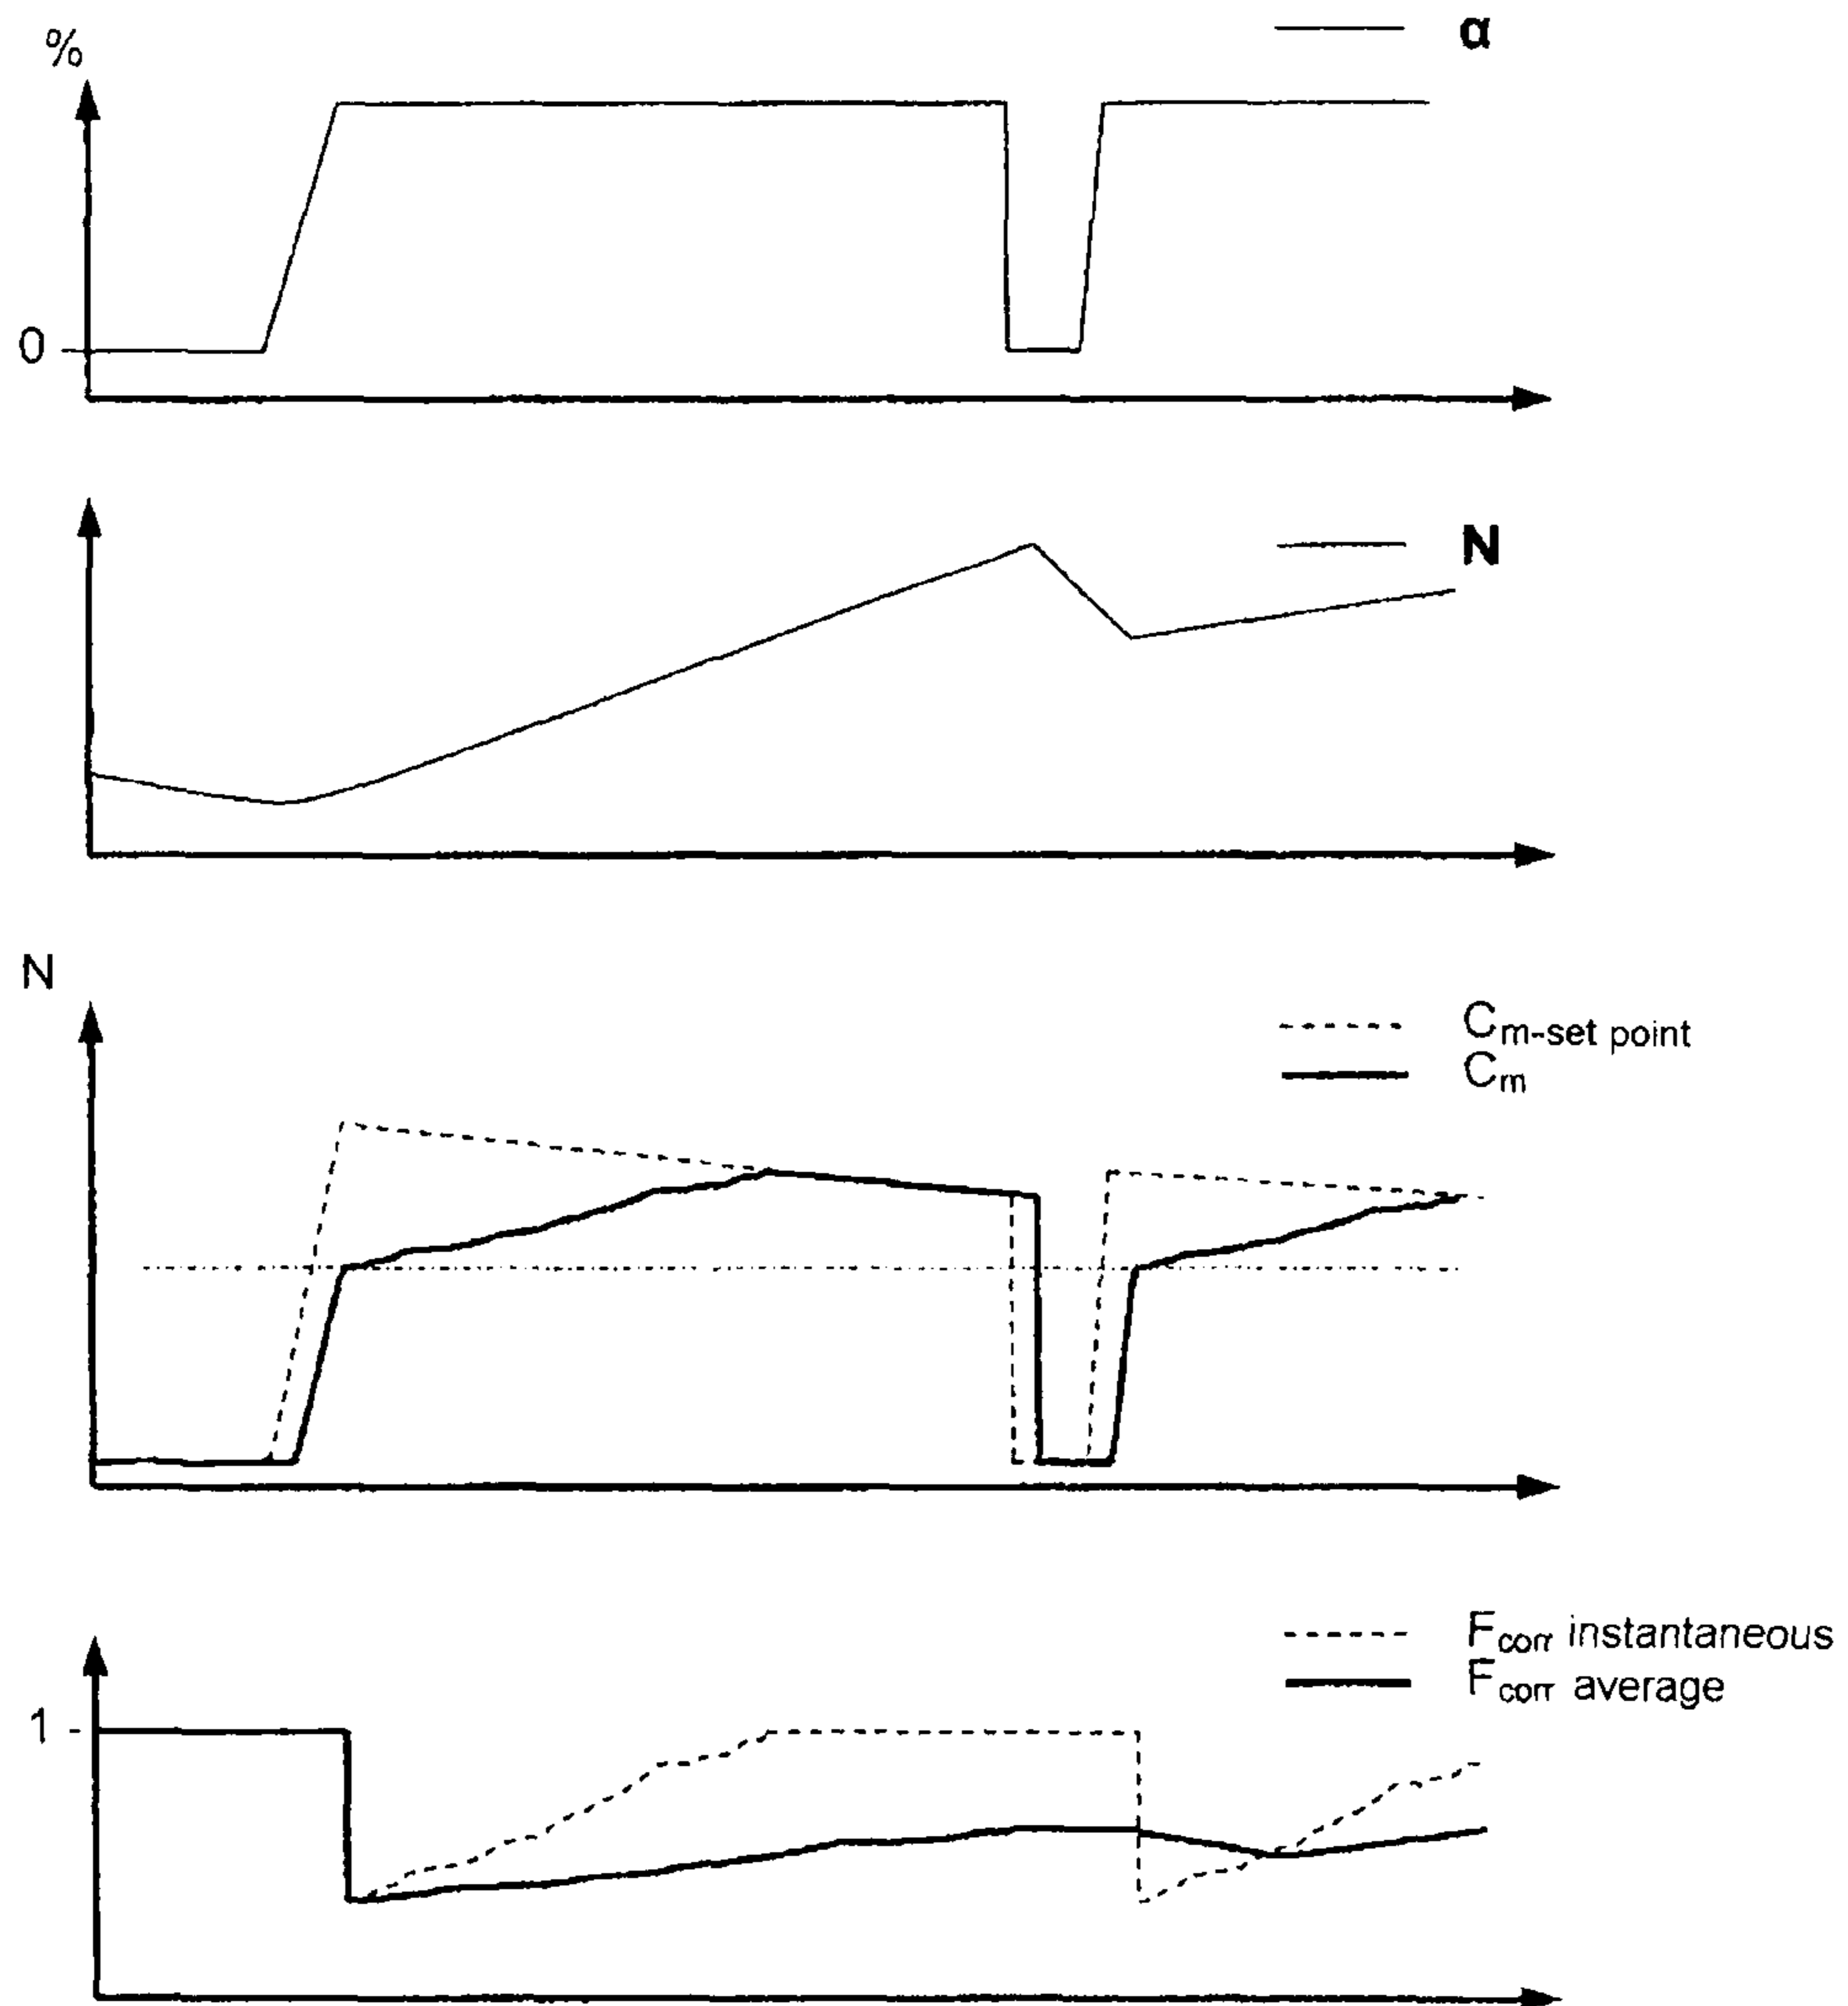 %
α
0
N
N
Cm-set point
Cm
Fcorr instantaneous
Fcorr average
1